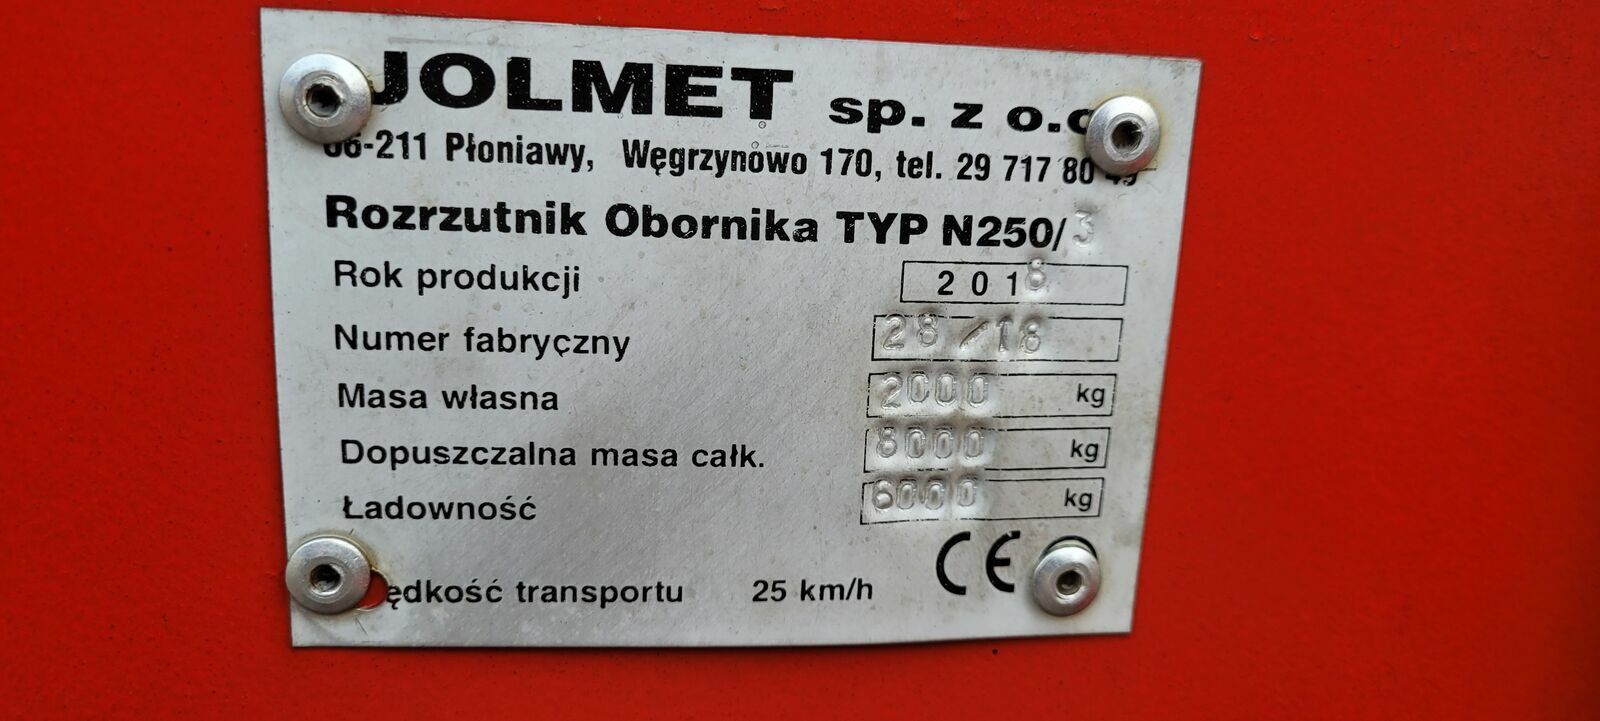 JOLMET sp. z o.o
06-211 Płoniawy, Węgrzynowo 170, tel. 29 717 80 49
Rozrzutnik Obornika TYP N250/3
Rok produkcji 2018
Numer fabryczny 28/18
Masa własna 2000 kg
Dopuszczalna masa całk. 8000 kg
Ładowność 6000 kg
ędkość transportu 25 km/h CE